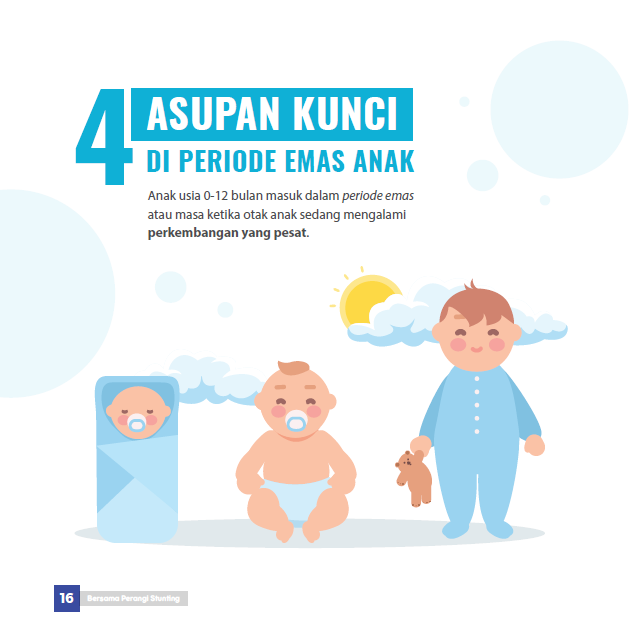 4 ASUPAN KUNCI
DI PERIODE EMAS ANAK
Anak usia 0-12 bulan masuk dalam periode emas
atau masa ketika otak anak sedang mengalami
perkembangan yang pesat.
16 Bersama Perangi Stunting